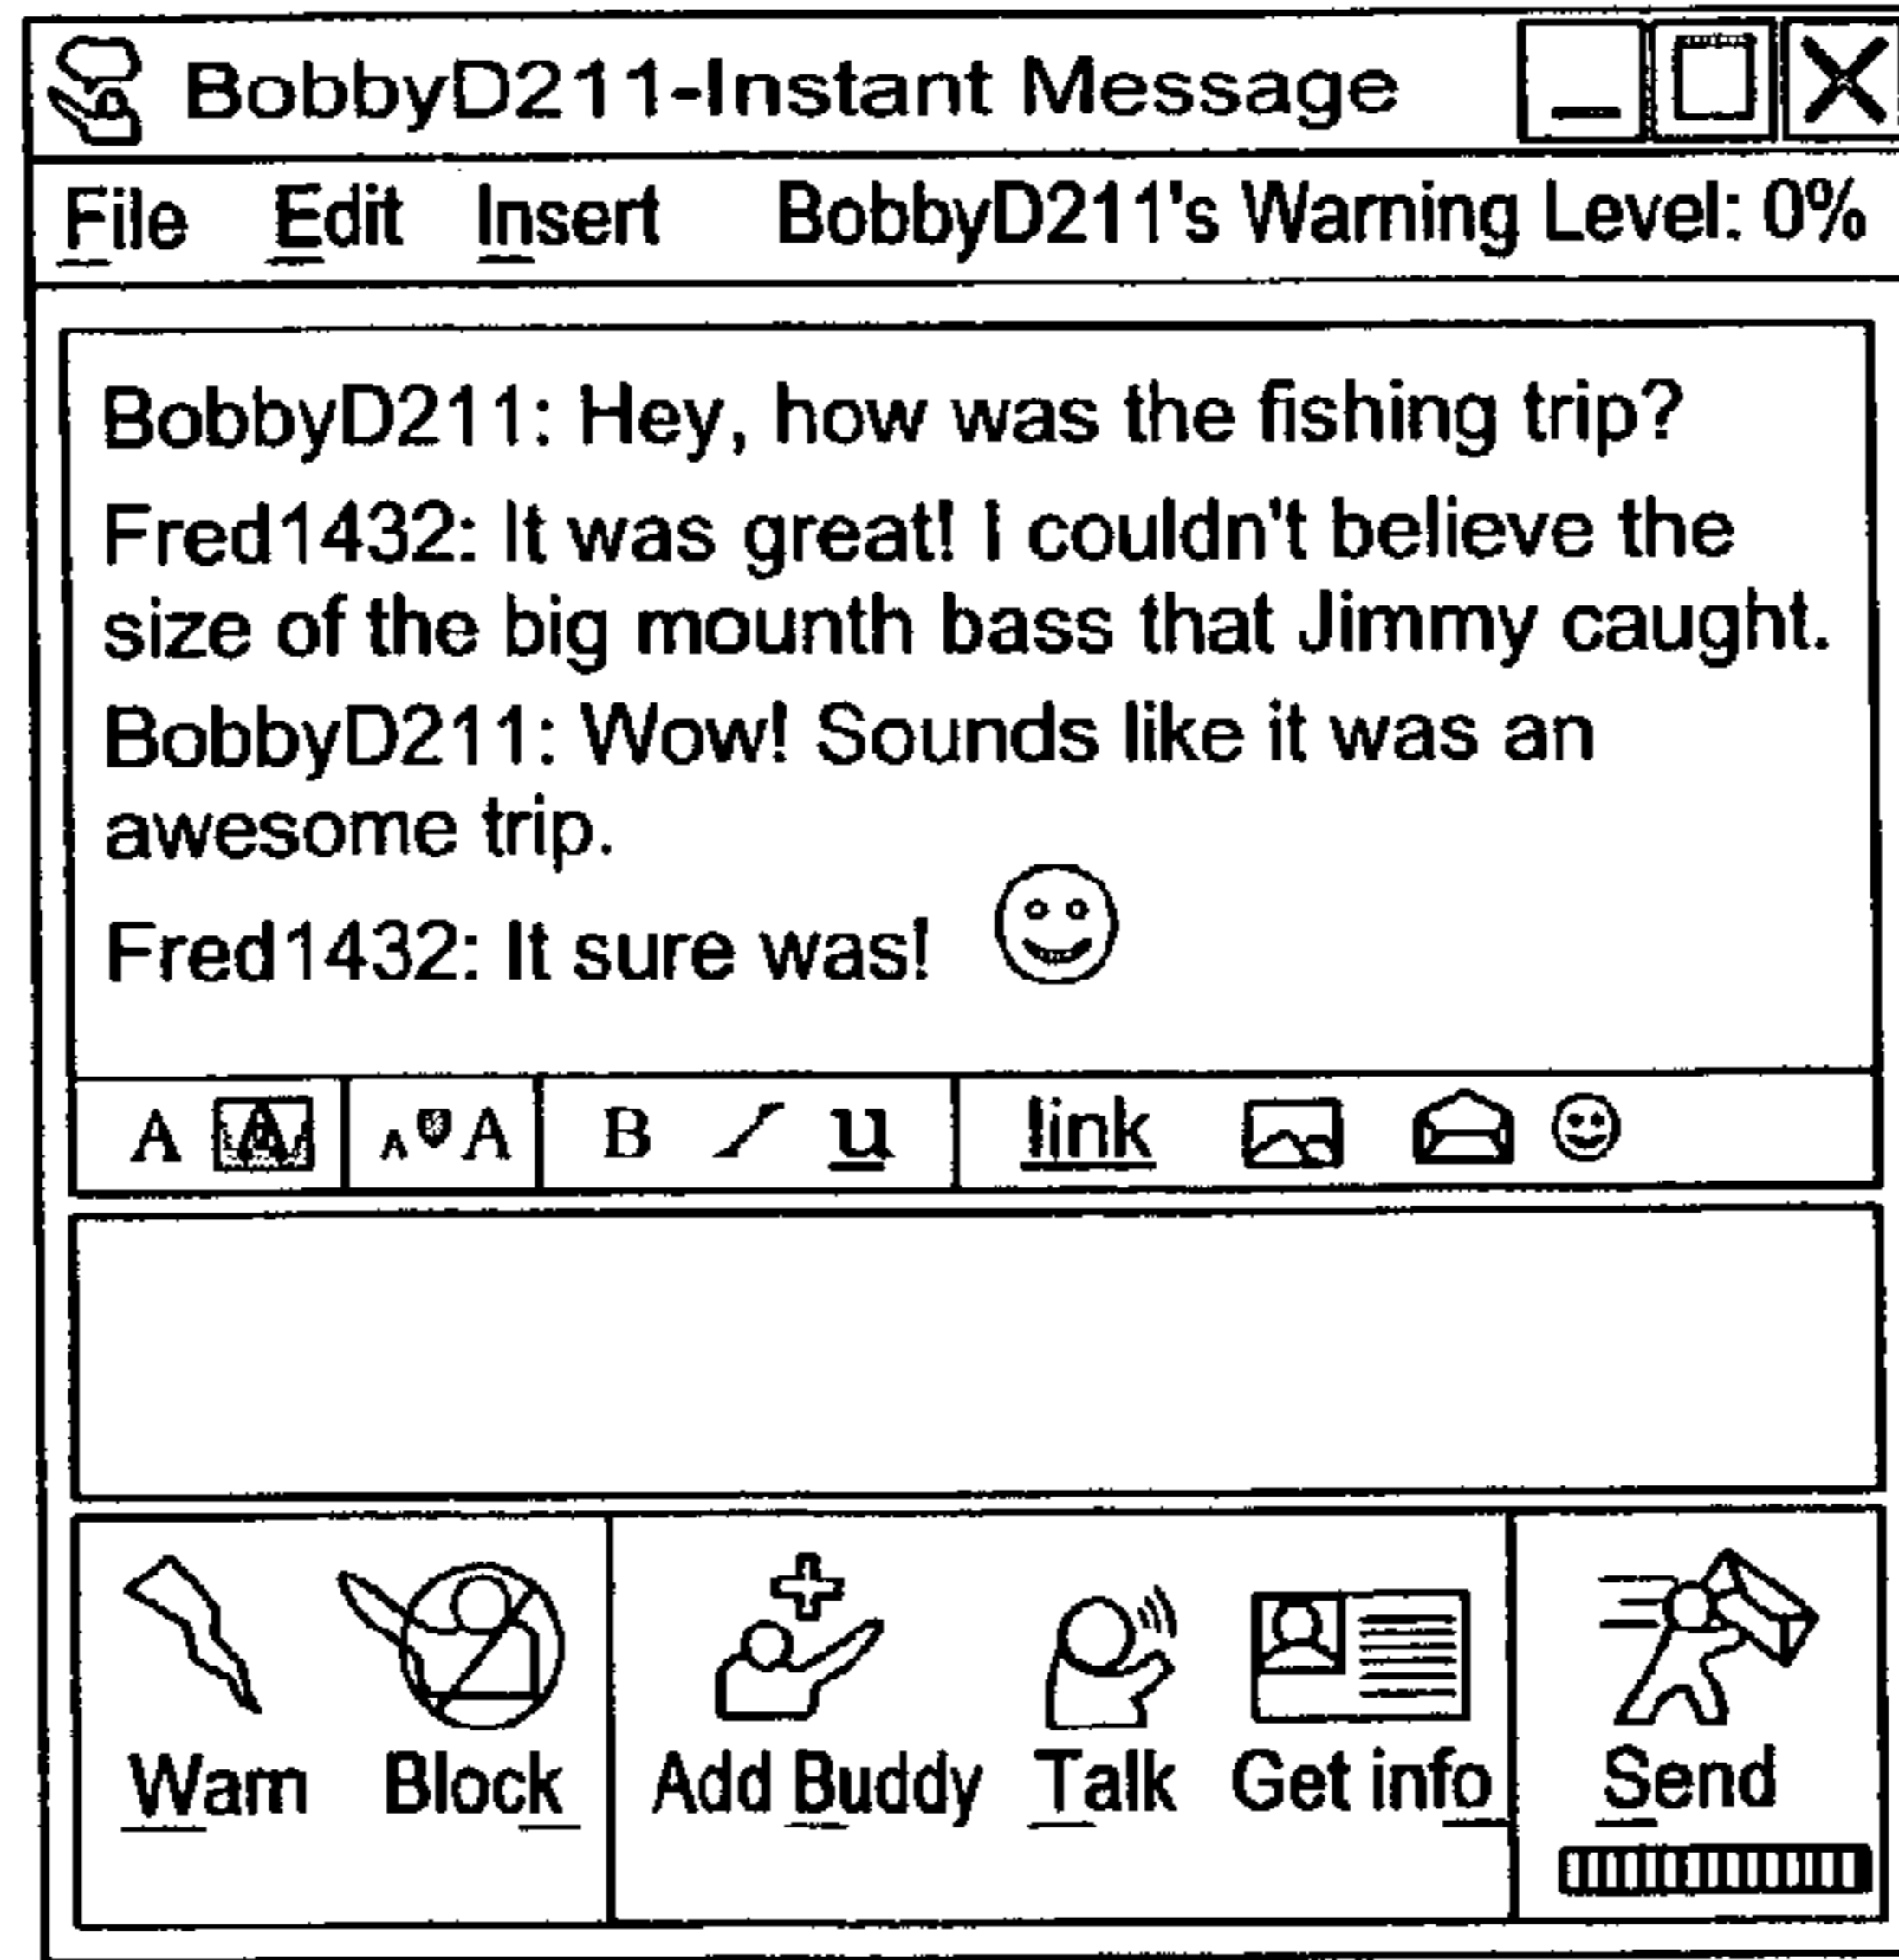 BobbyD211-Instant Message
File Edit Insert BobbyD211's Warning Level: 0%
BobbyD211: Hey, how was the fishing trip?
Fred1432: It was great! I couldn't believe the
size of the big mounth bass that Jimmy caught.
BobbyD211: Wow! Sounds like it was an
awesome trip.
Fred1432: It sure was!
A A A A B I u link
Warn Block Add Buddy Talk Get info Send